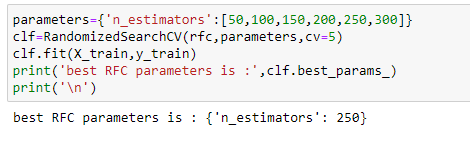 parameters={'n_estimators':[50,100,150,200,250,300]}
clf=RandomizedSearchCV(rfc,parameters,cv=5)
clf.fit(X_train,y_train)
print('best RFC parameters is :',clf.best_params_)
print('\n')
best RFC parameters is : {'n_estimators': 250}